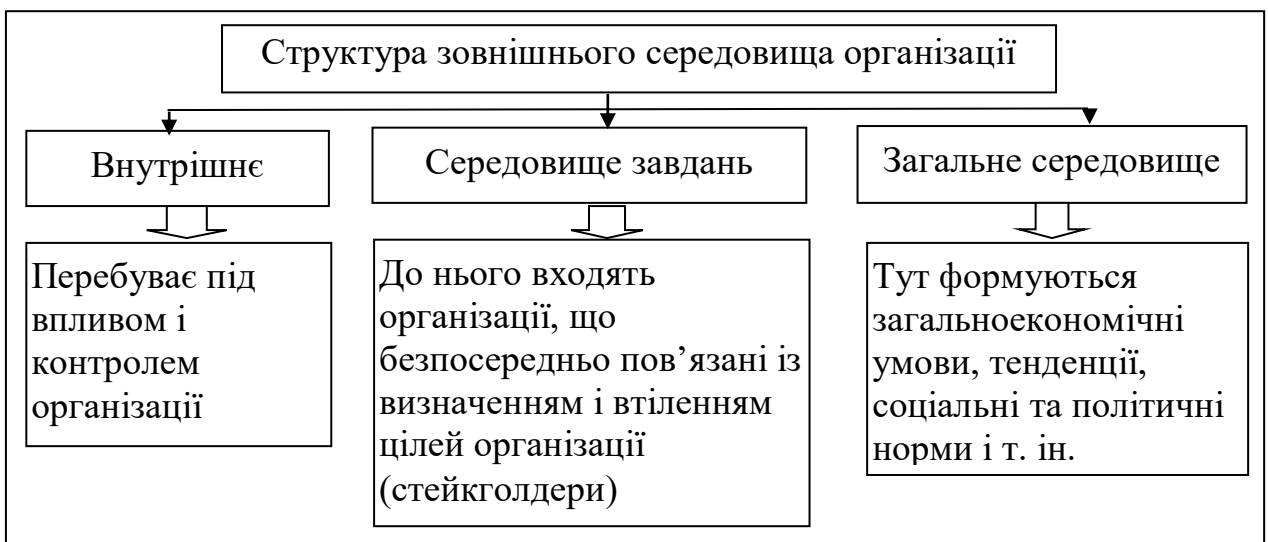 Структура зовнішнього середовища організації
Внутрішнє
Середовище завдань
Загальне середовище
Перебуває під
впливом і
контролем
організації
До нього входять
організації, що
безпосередньо пов’язані із
визначенням і втіленням
цілей організації
(стейкголдери)
Тут формуються
загальноекономічні
умови, тенденції,
соціальні та політичні
норми і т. ін.